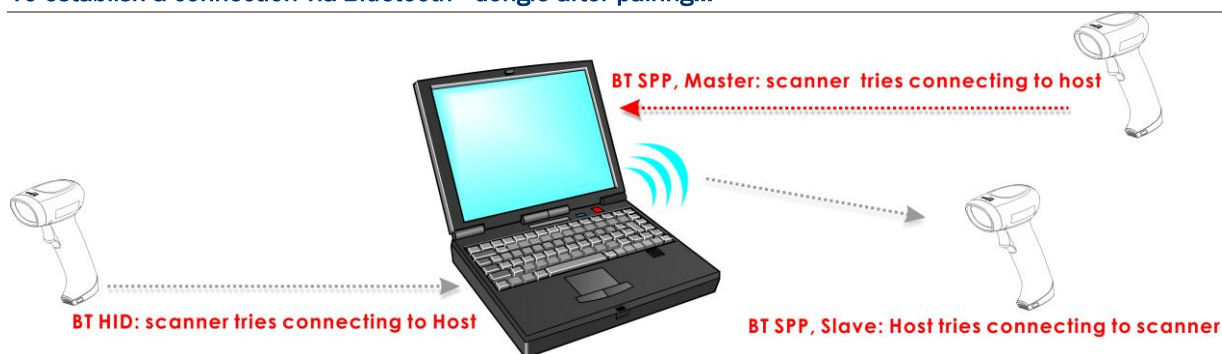 BT SPP, Master: scanner tries connecting to host
BT HID: scanner tries connecting to Host
BT SPP, Slave: Host tries connecting to scanner